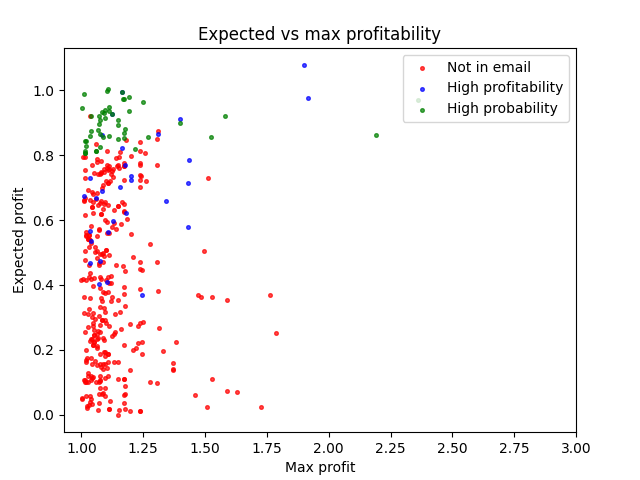 Expected vs max profitability
Not in email
High profitability
High probability
Expected profit
1.0
0.8
0.6
0.4
0.2
0.0
1.00 1.25 1.50 1.75 2.00 2.25 2.50 2.75 3.00
Max profit